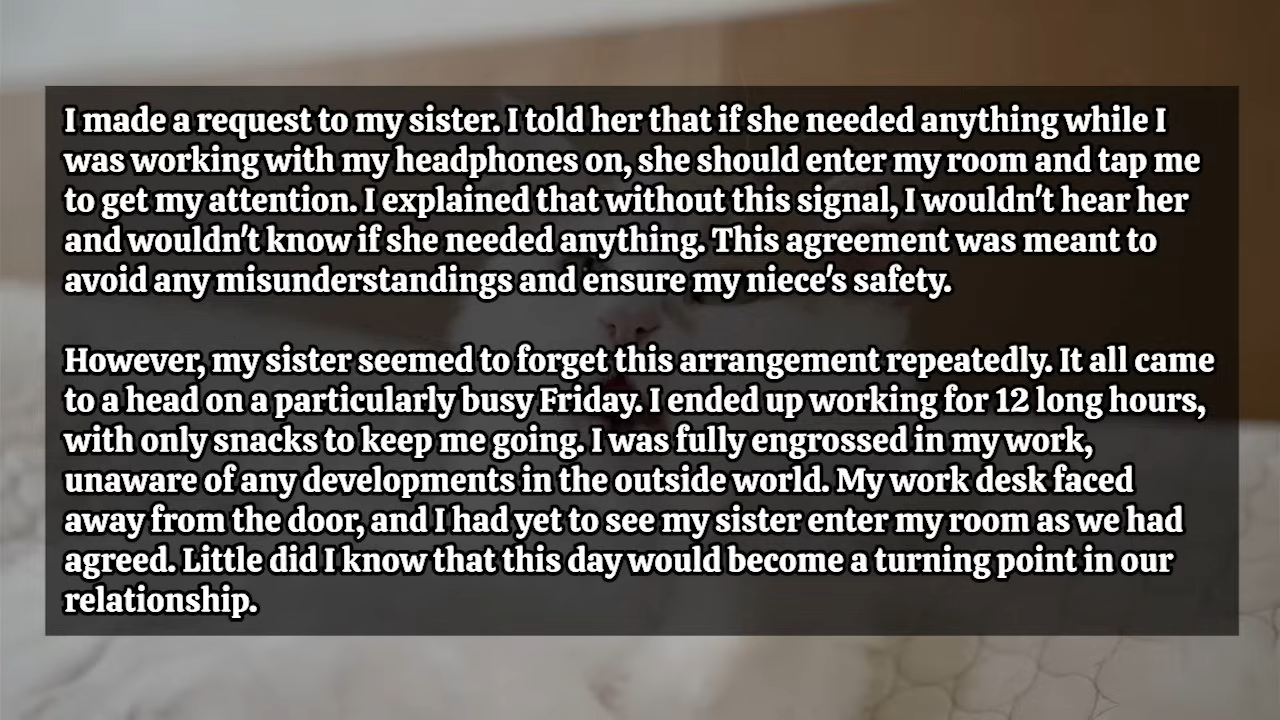 I made a request to my sister. I told her that if she needed anything while I
was working with my headphones on, she should enter my room and tap me
to get my attention. I explained that without this signal, I wouldn't hear her
and wouldn't know if she needed anything. This agreement was meant to
avoid any misunderstandings and ensure my niece's safety.
However, my sister seemed to forget this arrangement repeatedly. It all came
to a head on a particularly busy Friday. I ended up working for 12 long hours,
with only snacks to keep me going. I was fully engrossed in my work,
unaware of any developments in the outside world. My work desk faced
away from the door, and I had yet to see my sister enter my room as we had
agreed. Little did I know that this day would become a turning point in our
relationship.